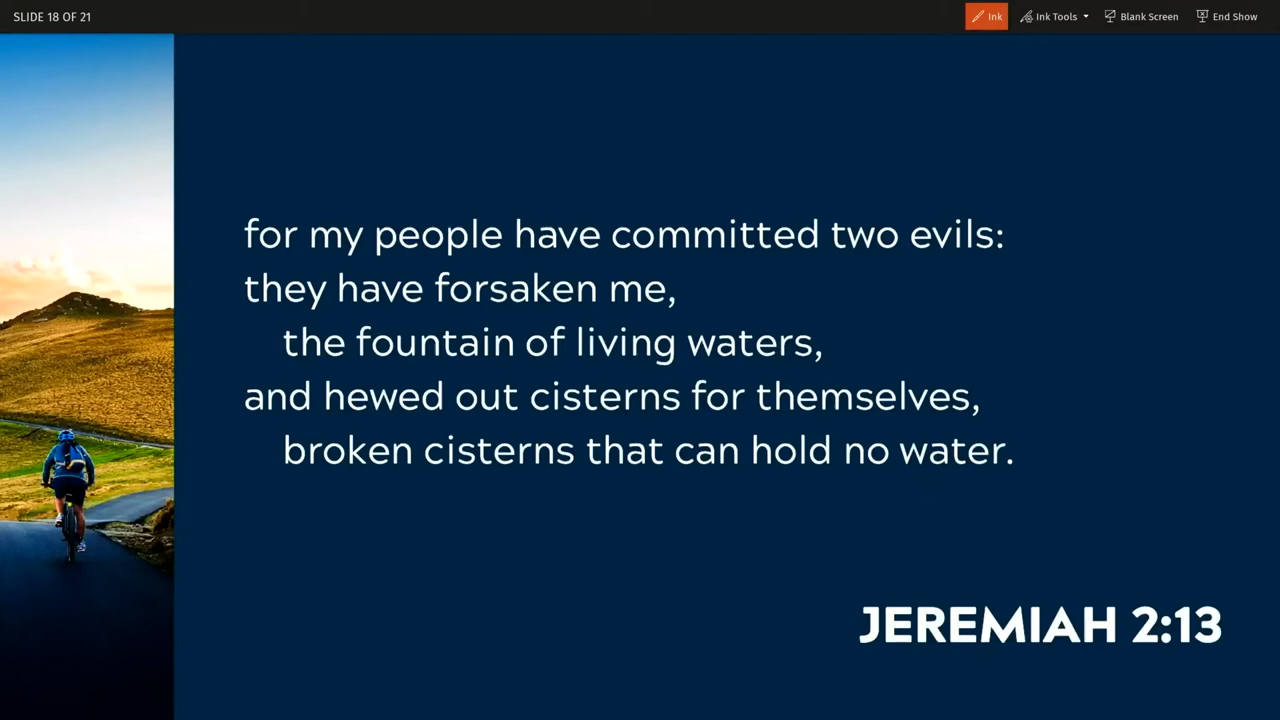 SLIDE 18 OF 21
Ink
Ink Tools
Blank Screen
End Show
for my people have committed two evils:
they have forsaken me,
the fountain of living waters,
and hewed out cisterns for themselves,
broken cisterns that can hold no water.
JEREMIAH 2:13